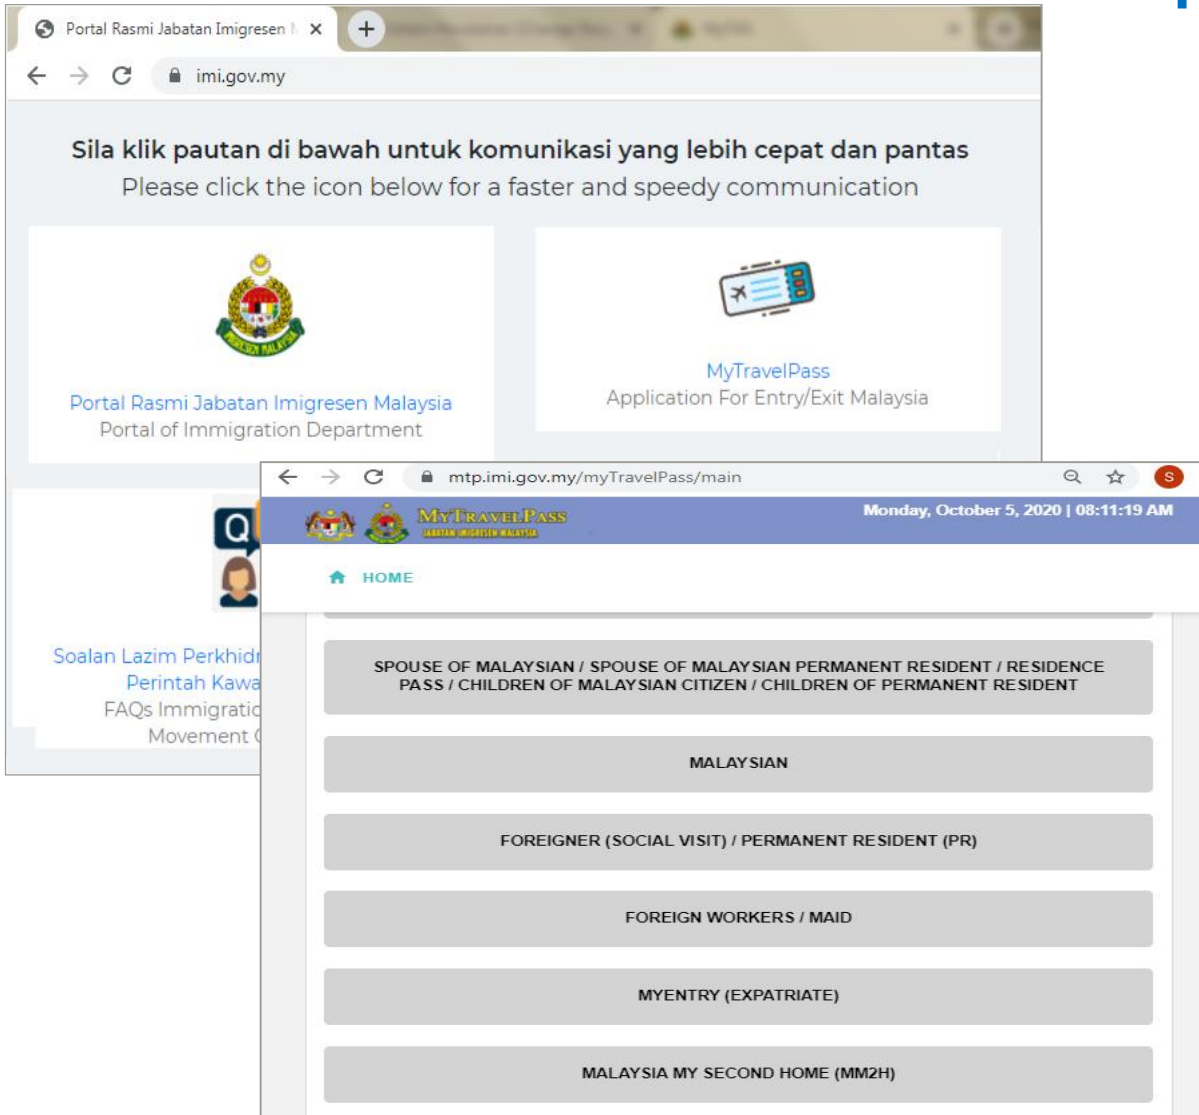 Portal Rasmi Jabatan Imigresen
imi.gov.my
Sila klik pautan di bawah untuk komunikasi yang lebih cepat dan pantas
Please click the icon below for a faster and speedy communication
IMIGRESEN MALAYSIA
Portal Rasmi Jabatan Imigresen Malaysia
Portal of Immigration Department
MyTravelPass
Application For Entry/Exit Malaysia
Q
Soalan Lazim Perkhid
Perintah Kawa
FAQs Immigratio
Movement
mtp.imi.gov.my/myTravelPass/main
S
MYTRAVELPASS
JABATAN IMIGRESEN MALAYSIA
Monday, October 5, 2020 | 08:11:19 AM
HOME
SPOUSE OF MALAYSIAN / SPOUSE OF MALAYSIAN PERMANENT RESIDENT / RESIDENCE
PASS / CHILDREN OF MALAYSIAN CITIZEN / CHILDREN OF PERMANENT RESIDENT
MALAYSIAN
FOREIGNER (SOCIAL VISIT) / PERMANENT RESIDENT (PR)
FOREIGN WORKERS / MAID
MYENTRY (EXPATRIATE)
MALAYSIA MY SECOND HOME (MM2H)